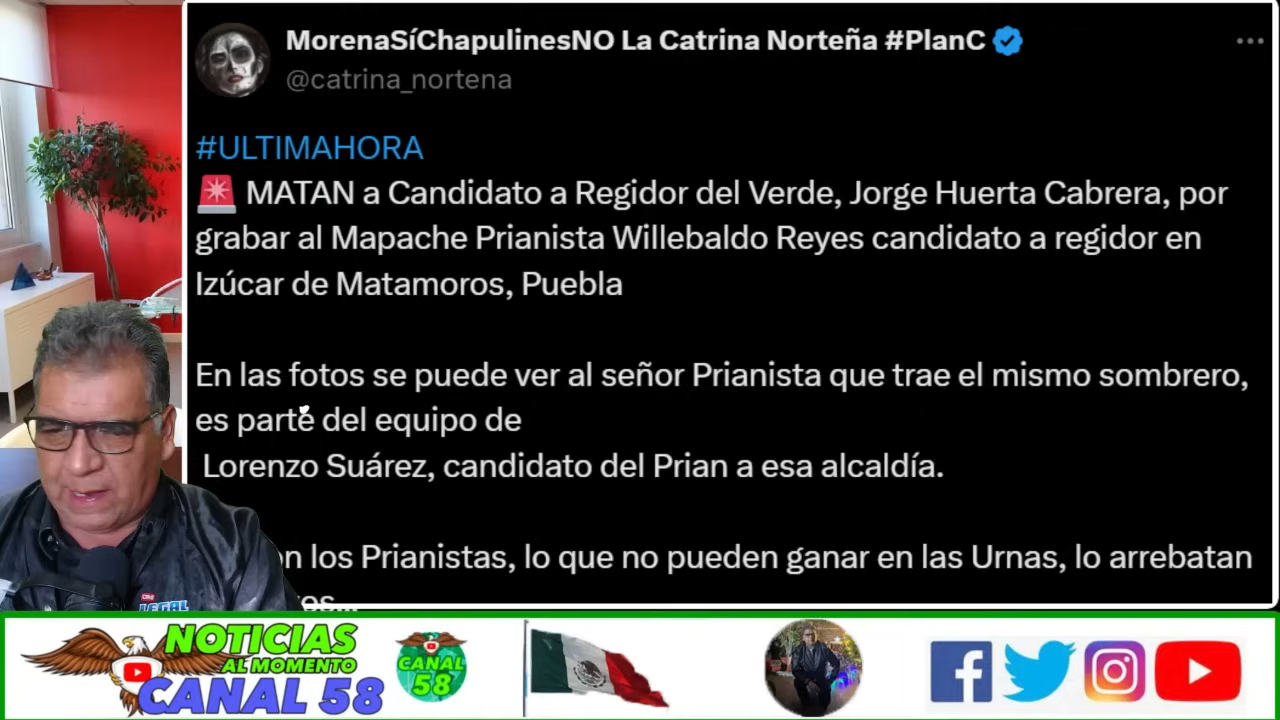 MorenaSíChapulinesNO La Catrina Norteña #PlanC
@catrina_nortena
#ULTIMAHORA
MATAN a Candidato a Regidor del Verde, Jorge Huerta Cabrera, por
grabar al Mapache Prianista Willebaldo Reyes candidato a regidor en
Izúcar de Matamoros, Puebla
En las fotos se puede ver al señor Prianista que trae el mismo sombrero,
es parte del equipo de
Lorenzo Suárez, candidato del Prian a esa alcaldía.
los Prianistas, lo que no pueden ganar en las Urnas, lo arrebatan
LEGAL
NOTICIAS
AL MOMENTO
CANAL 58
CANAL
58